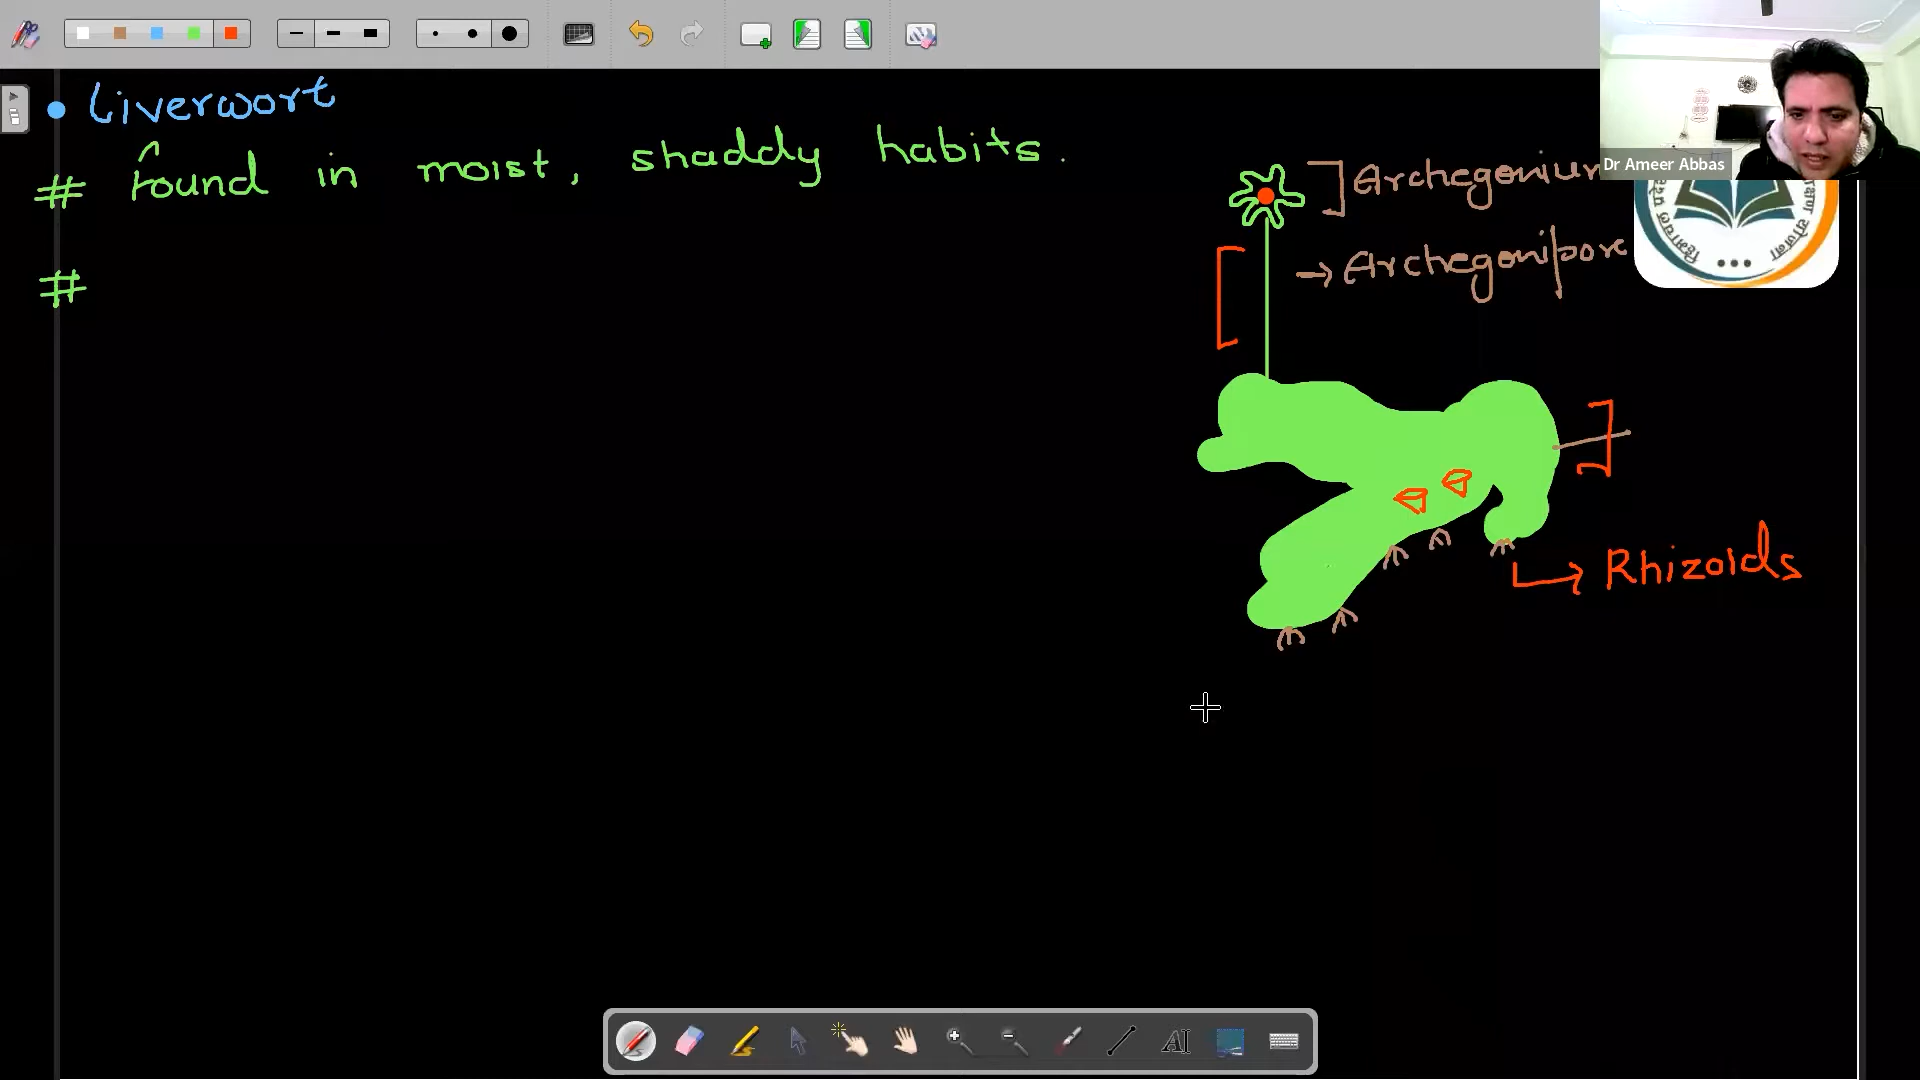 • Liverwort
# found in moist, shaddy habits.
#
Archegonium
→ Archegonipore
Rhizoids
Dr Ameer Abbas